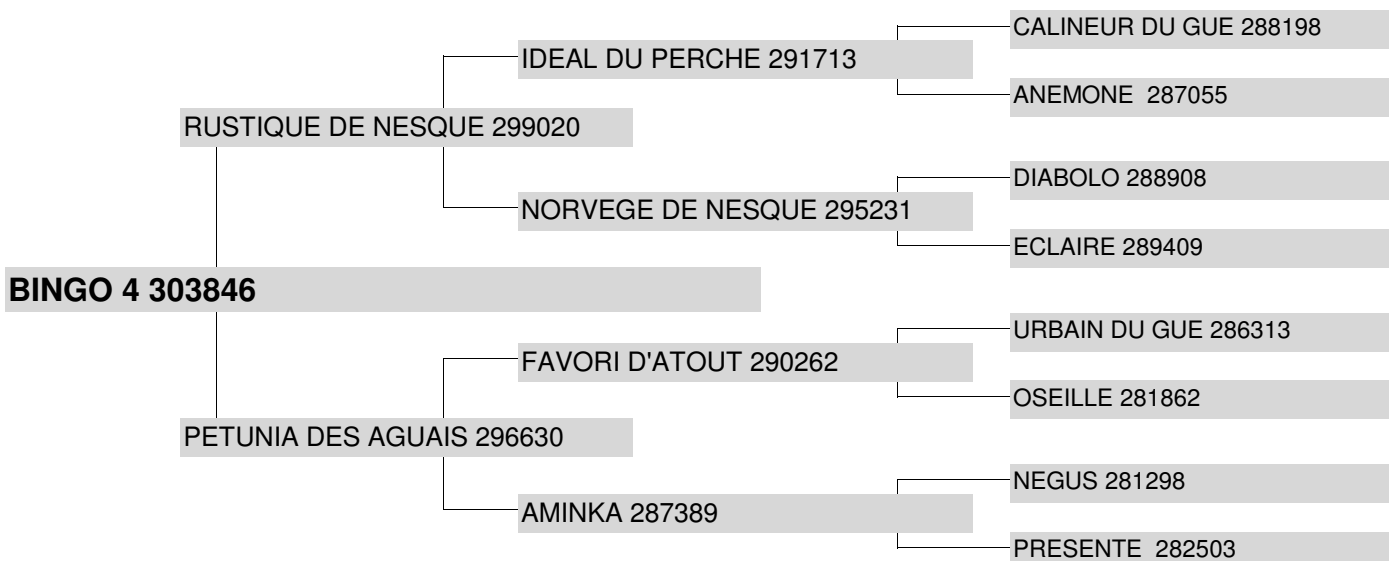 CALINEUR DU GUE 288198
IDEAL DU PERCHE 291713
ANEMONE  287055
RUSTIQUE DE NESQUE 299020
DIABOLO 288908
NORVEGE DE NESQUE 295231
ECLAIRE 289409
BINGO 4 303846
URBAIN DU GUE 286313
FAVORI D'ATOUT 290262
OSEILLE 281862
PETUNIA DES AGUAIS 296630
NEGUS 281298
AMINKA 287389
PRESENTE  282503